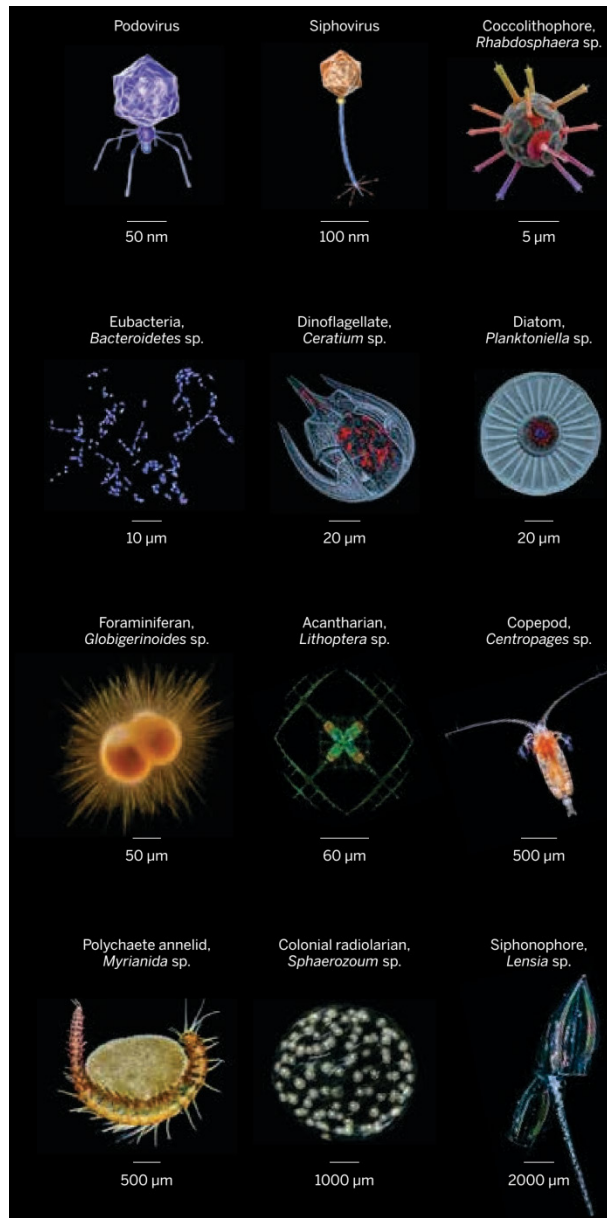 Podovirus
Siphovirus
Coccolithophore,
Rhabdosphaera sp.
50 nm
100 nm
5 µm
Eubacteria,
Bacteroidetes sp.
Dinoflagellate,
Ceratium sp.
Diatom,
Planktoniella sp.
10 µm
20 µm
20 µm
Foraminiferan,
Globigerinoides sp.
Acantharian,
Lithoptera sp.
Copepod,
Centropages sp.
50 µm
60 µm
500 µm
Polychaete annelid,
Myrianida sp.
Colonial radiolarian,
Sphaerozoum sp.
Siphonophore,
Lensia sp.
500 µm
1000 µm
2000 µm